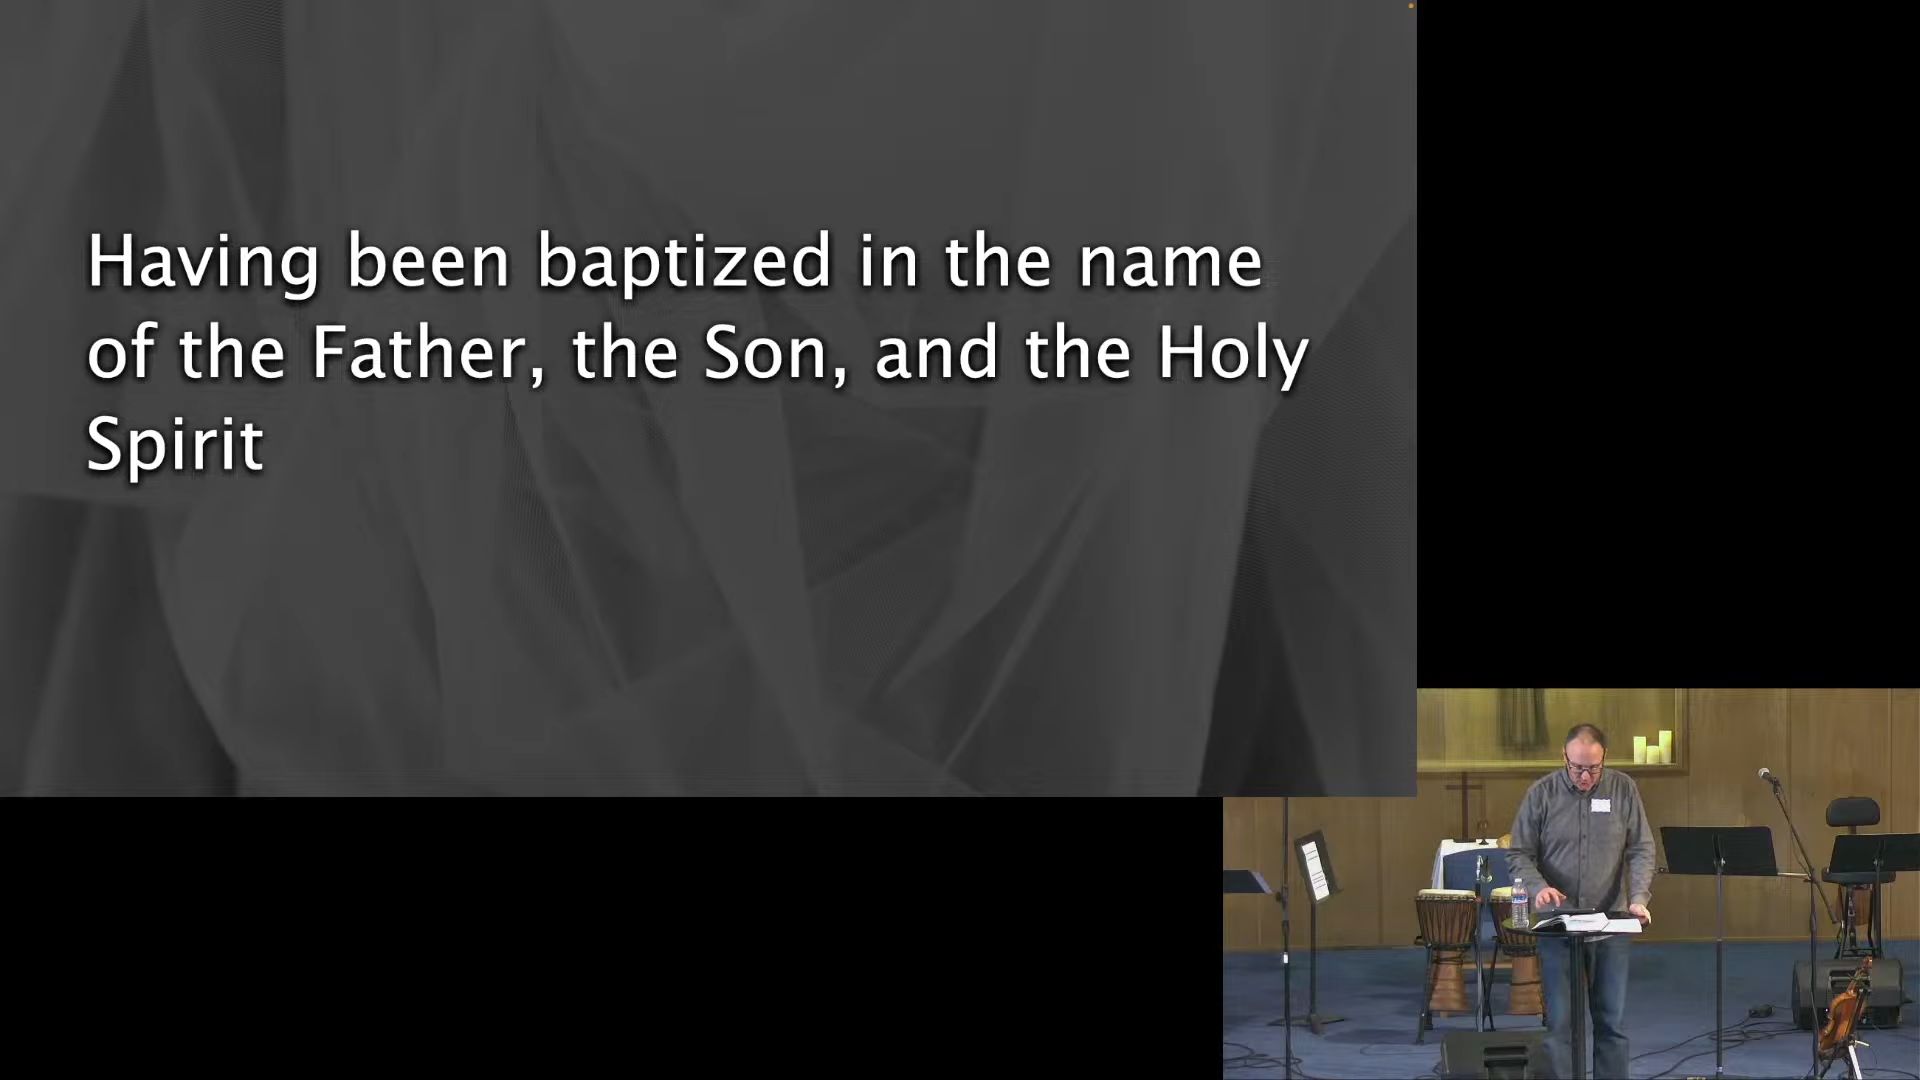 Having been baptized in the name
of the Father, the Son, and the Holy
Spirit